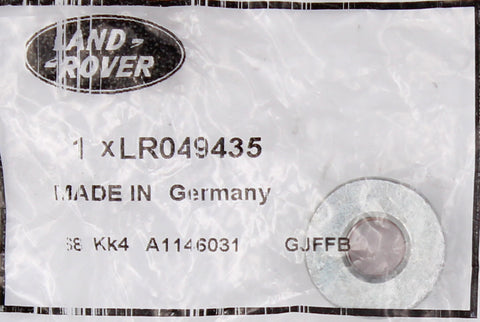 LAND-
-ROVER
1 xLR049435
MADE IN Germany
Kk4 A1146031 GJFFB